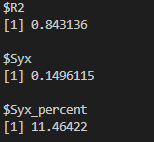 $R2
[1] 0.843136
$Syx
[1] 0.1496115
$Syx_percent
[1] 11.46422